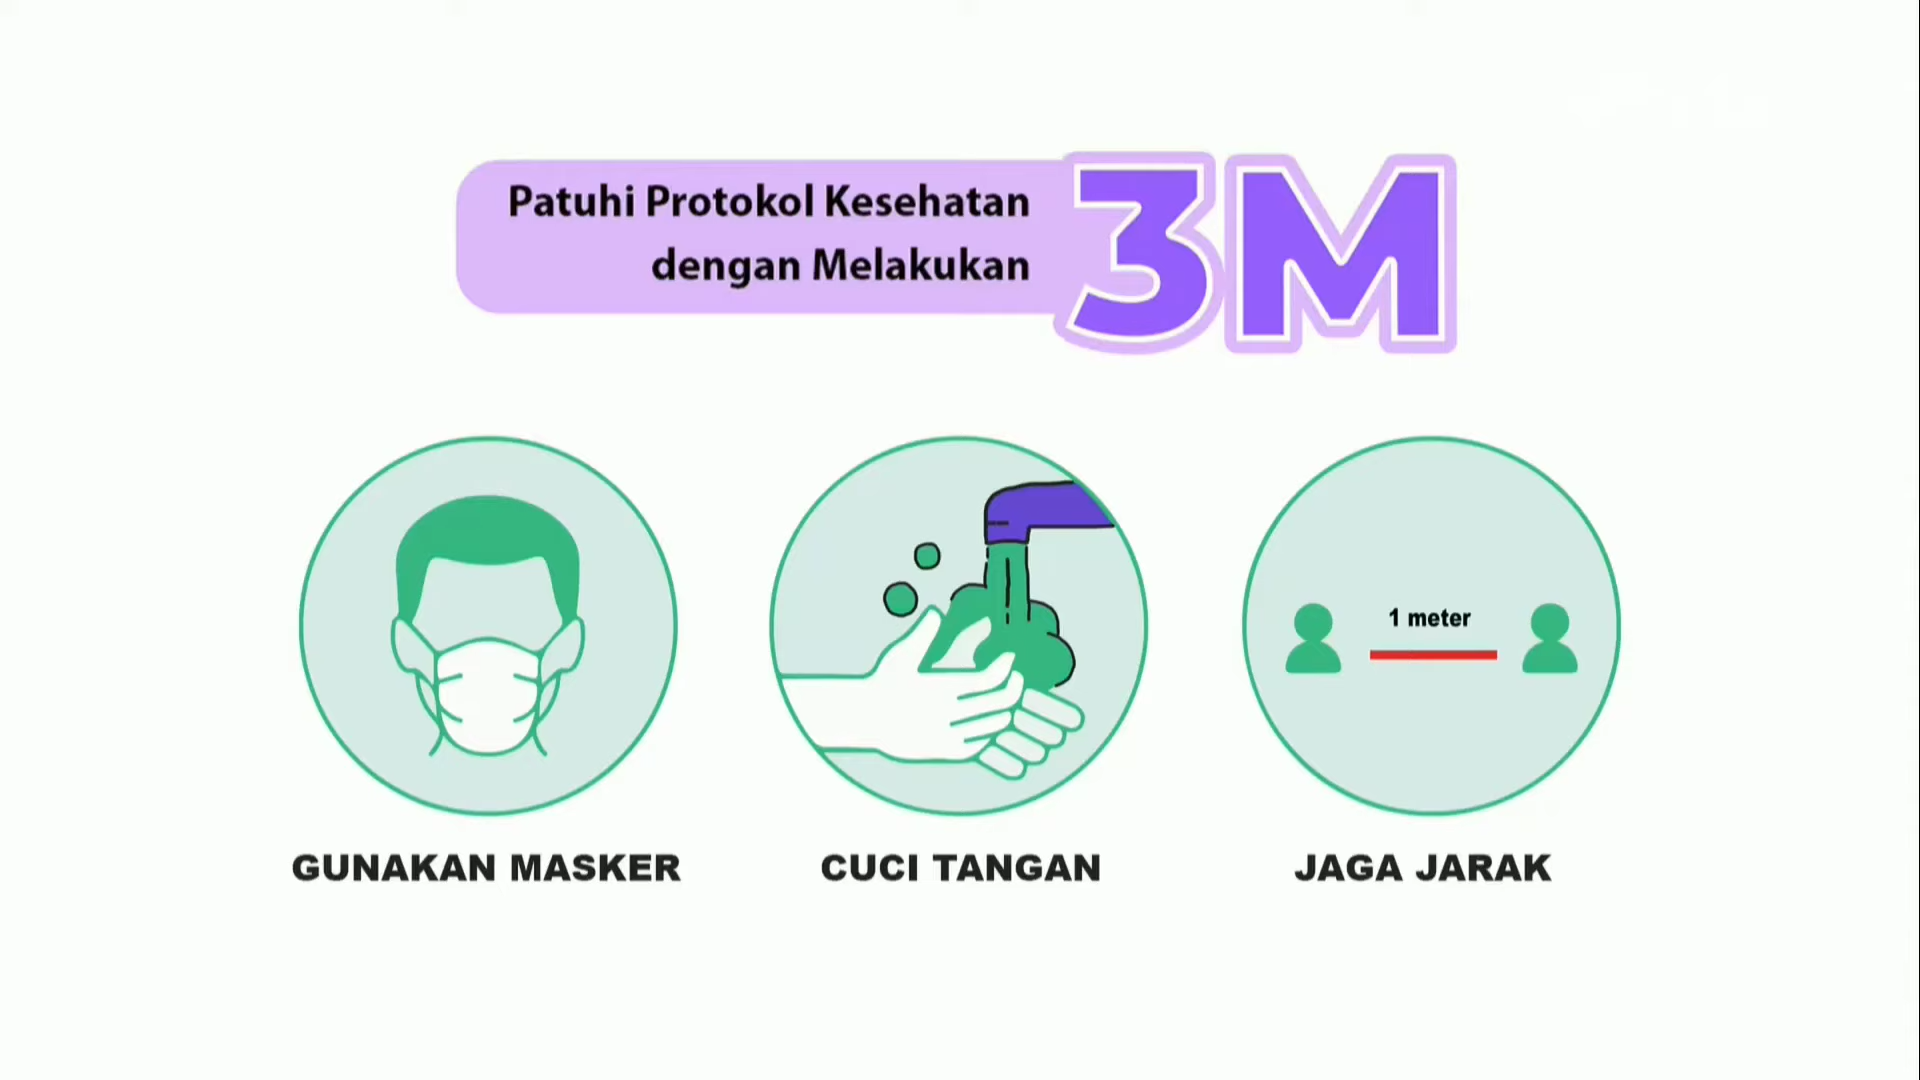 Patuhi Protokol Kesehatan
dengan Melakukan
3M
1 meter
GUNAKAN MASKER
CUCI TANGAN
JAGA JARAK